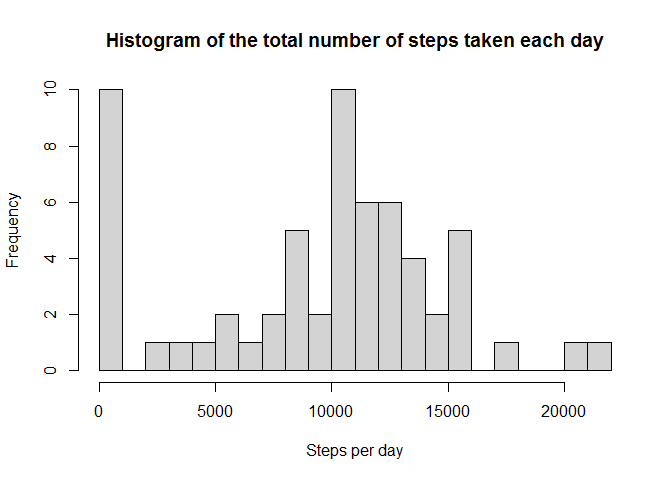 Histogram of the total number of steps taken each day
Frequency
10
8
6
4
2
0
0 5000 10000 15000 20000
Steps per day